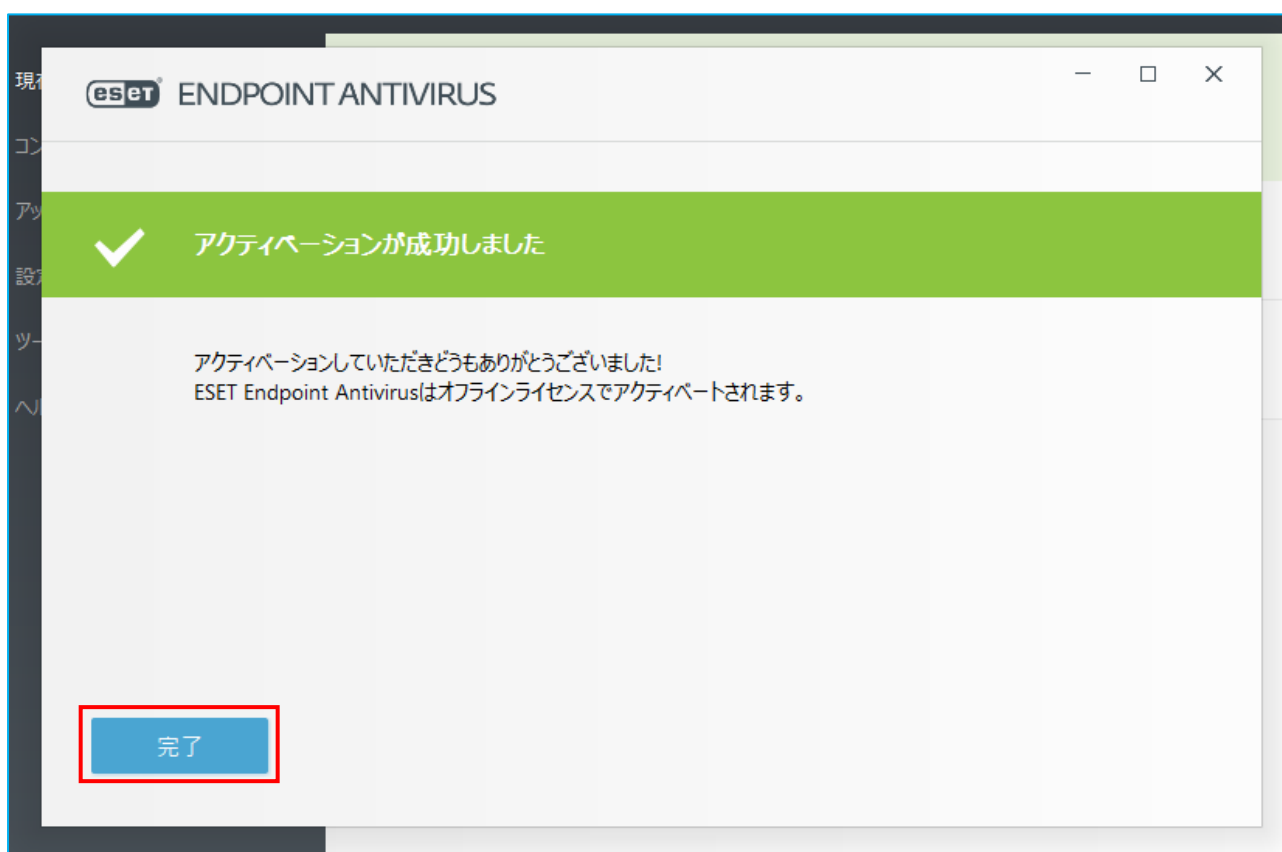 eseT ENDPOINT ANTIVIRUS
アクティベーションが成功しました
アクティベーションしていただきどうもありがとうございました!
ESET Endpoint Antivirusはオフラインライセンスでアクティベートされます。
完了